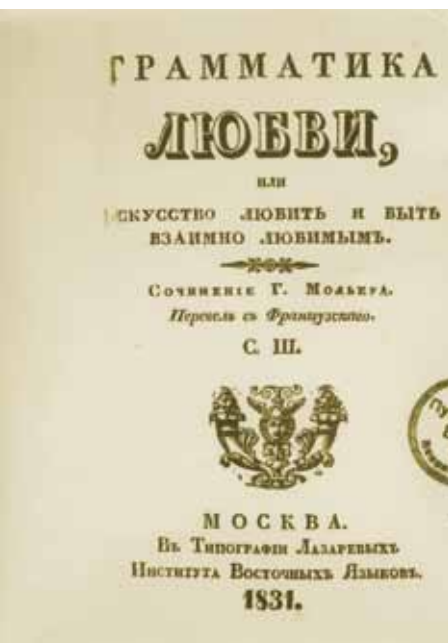 ГРАММАТИКА
ЛЮБВИ,
или
ИСКУССТВО ЛЮБИТЬ И БЫТЬ
ВЗАИМНО ЛЮБИМЫМЪ.
Сочиненіе Г. Мольера.
Перевелъ съ Французскаго.
С. Ш.
МОСКВА.
Въ Типографіи Лазаревыхъ
Института Восточныхъ Языковъ.
1831.